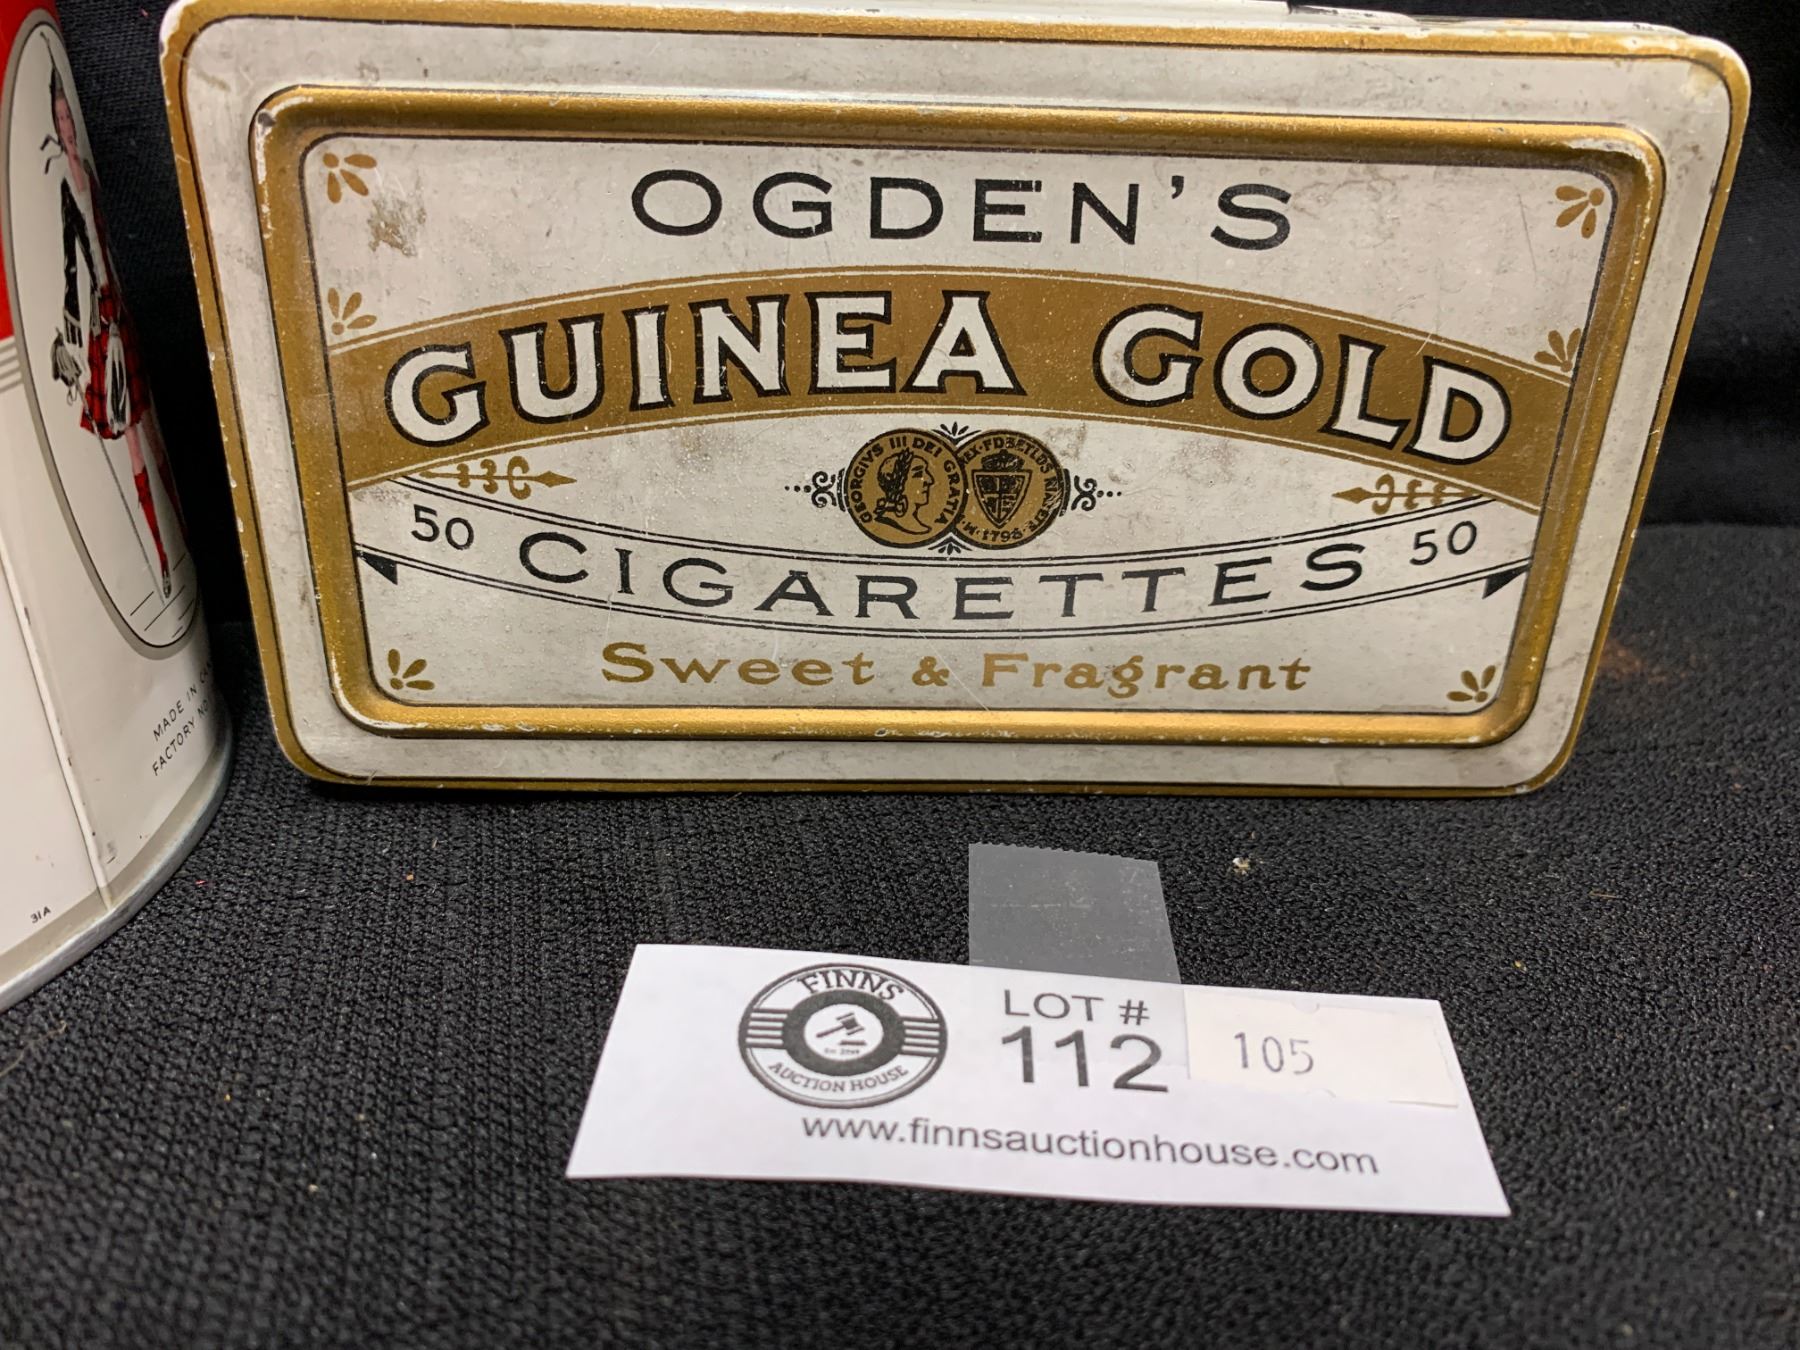 OGDEN'S
GUINEA GOLD
GEORGIVS III DEI GRATIA
1798
50 CIGARETTES 50
Sweet & Fragrant
MADE IN
FACTORY NO
31A
FINNS
AUCTION HOUSE
LOT #
112
105
www.finnsauctionhouse.com